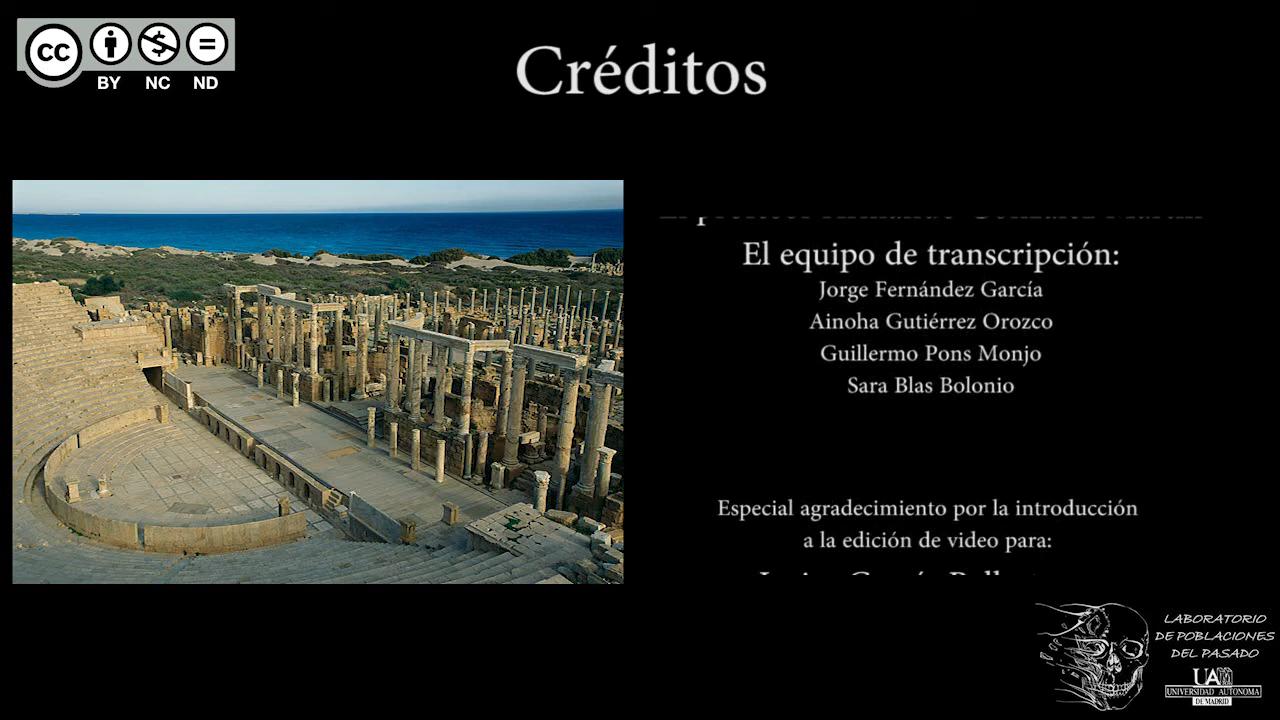 CC
BY NC ND
Créditos
El equipo de transcripción:
Jorge Fernández García
Ainoha Gutiérrez Orozco
Guillermo Pons Monjo
Sara Blas Bolonio
Especial agradecimiento por la introducción
a la edición de video para:
LABORATORIO
DE POBLACIONES
DEL PASADO
UAM
UNIVERSIDAD AUTONOMA
DE MADRID